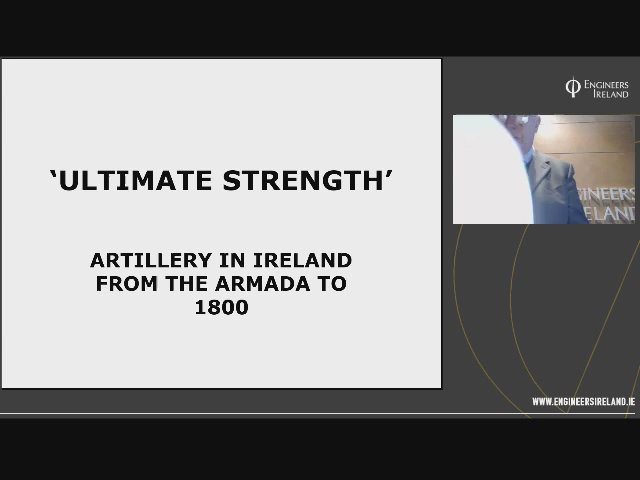 ‘ULTIMATE STRENGTH’
ARTILLERY IN IRELAND
FROM THE ARMADA TO
1800
ENGINEERS
IRELAND
WWW.ENGINEERSIRELAND.IE